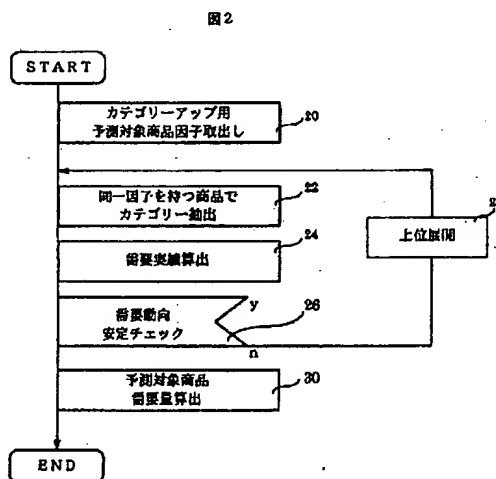 図2
START
カテゴリーアップ用
予測対象商品因子取出し
20
同一因子を持つ商品で
カテゴリー抽出
22
24
需要実績算出
上位展開
2
需要動向
安定チェック
y
26
n
予測対象商品
需要量算出
30
END